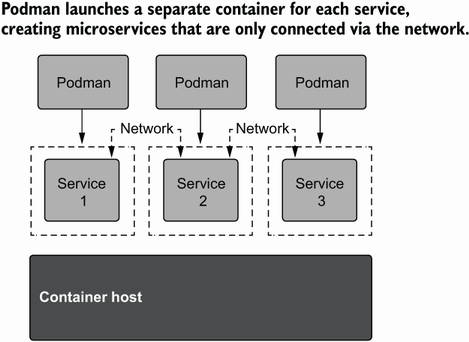 Podman launches a separate container for each service,
creating microservices that are only connected via the network.
Podman
Podman
Podman
Network
Network
Service
1
Service
2
Service
3
Container host